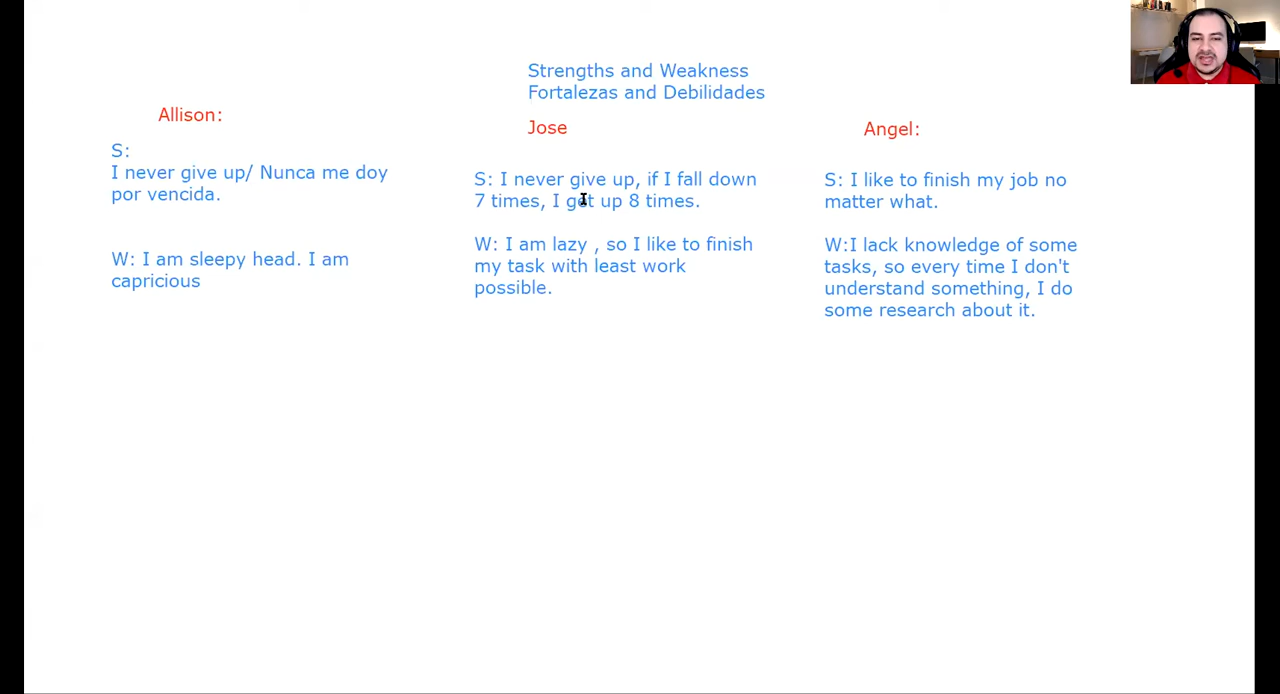 Strengths and Weakness
Fortalezas and Debilidades
Allison:
S:
I never give up/ Nunca me doy
por vencida.
W: I am sleepy head. I am
capricious
Jose
S: I never give up, if I fall down
7 times, I get up 8 times.
W: I am lazy , so I like to finish
my task with least work
possible.
Angel:
S: I like to finish my job no
matter what.
W:I lack knowledge of some
tasks, so every time I don't
understand something, I do
some research about it.